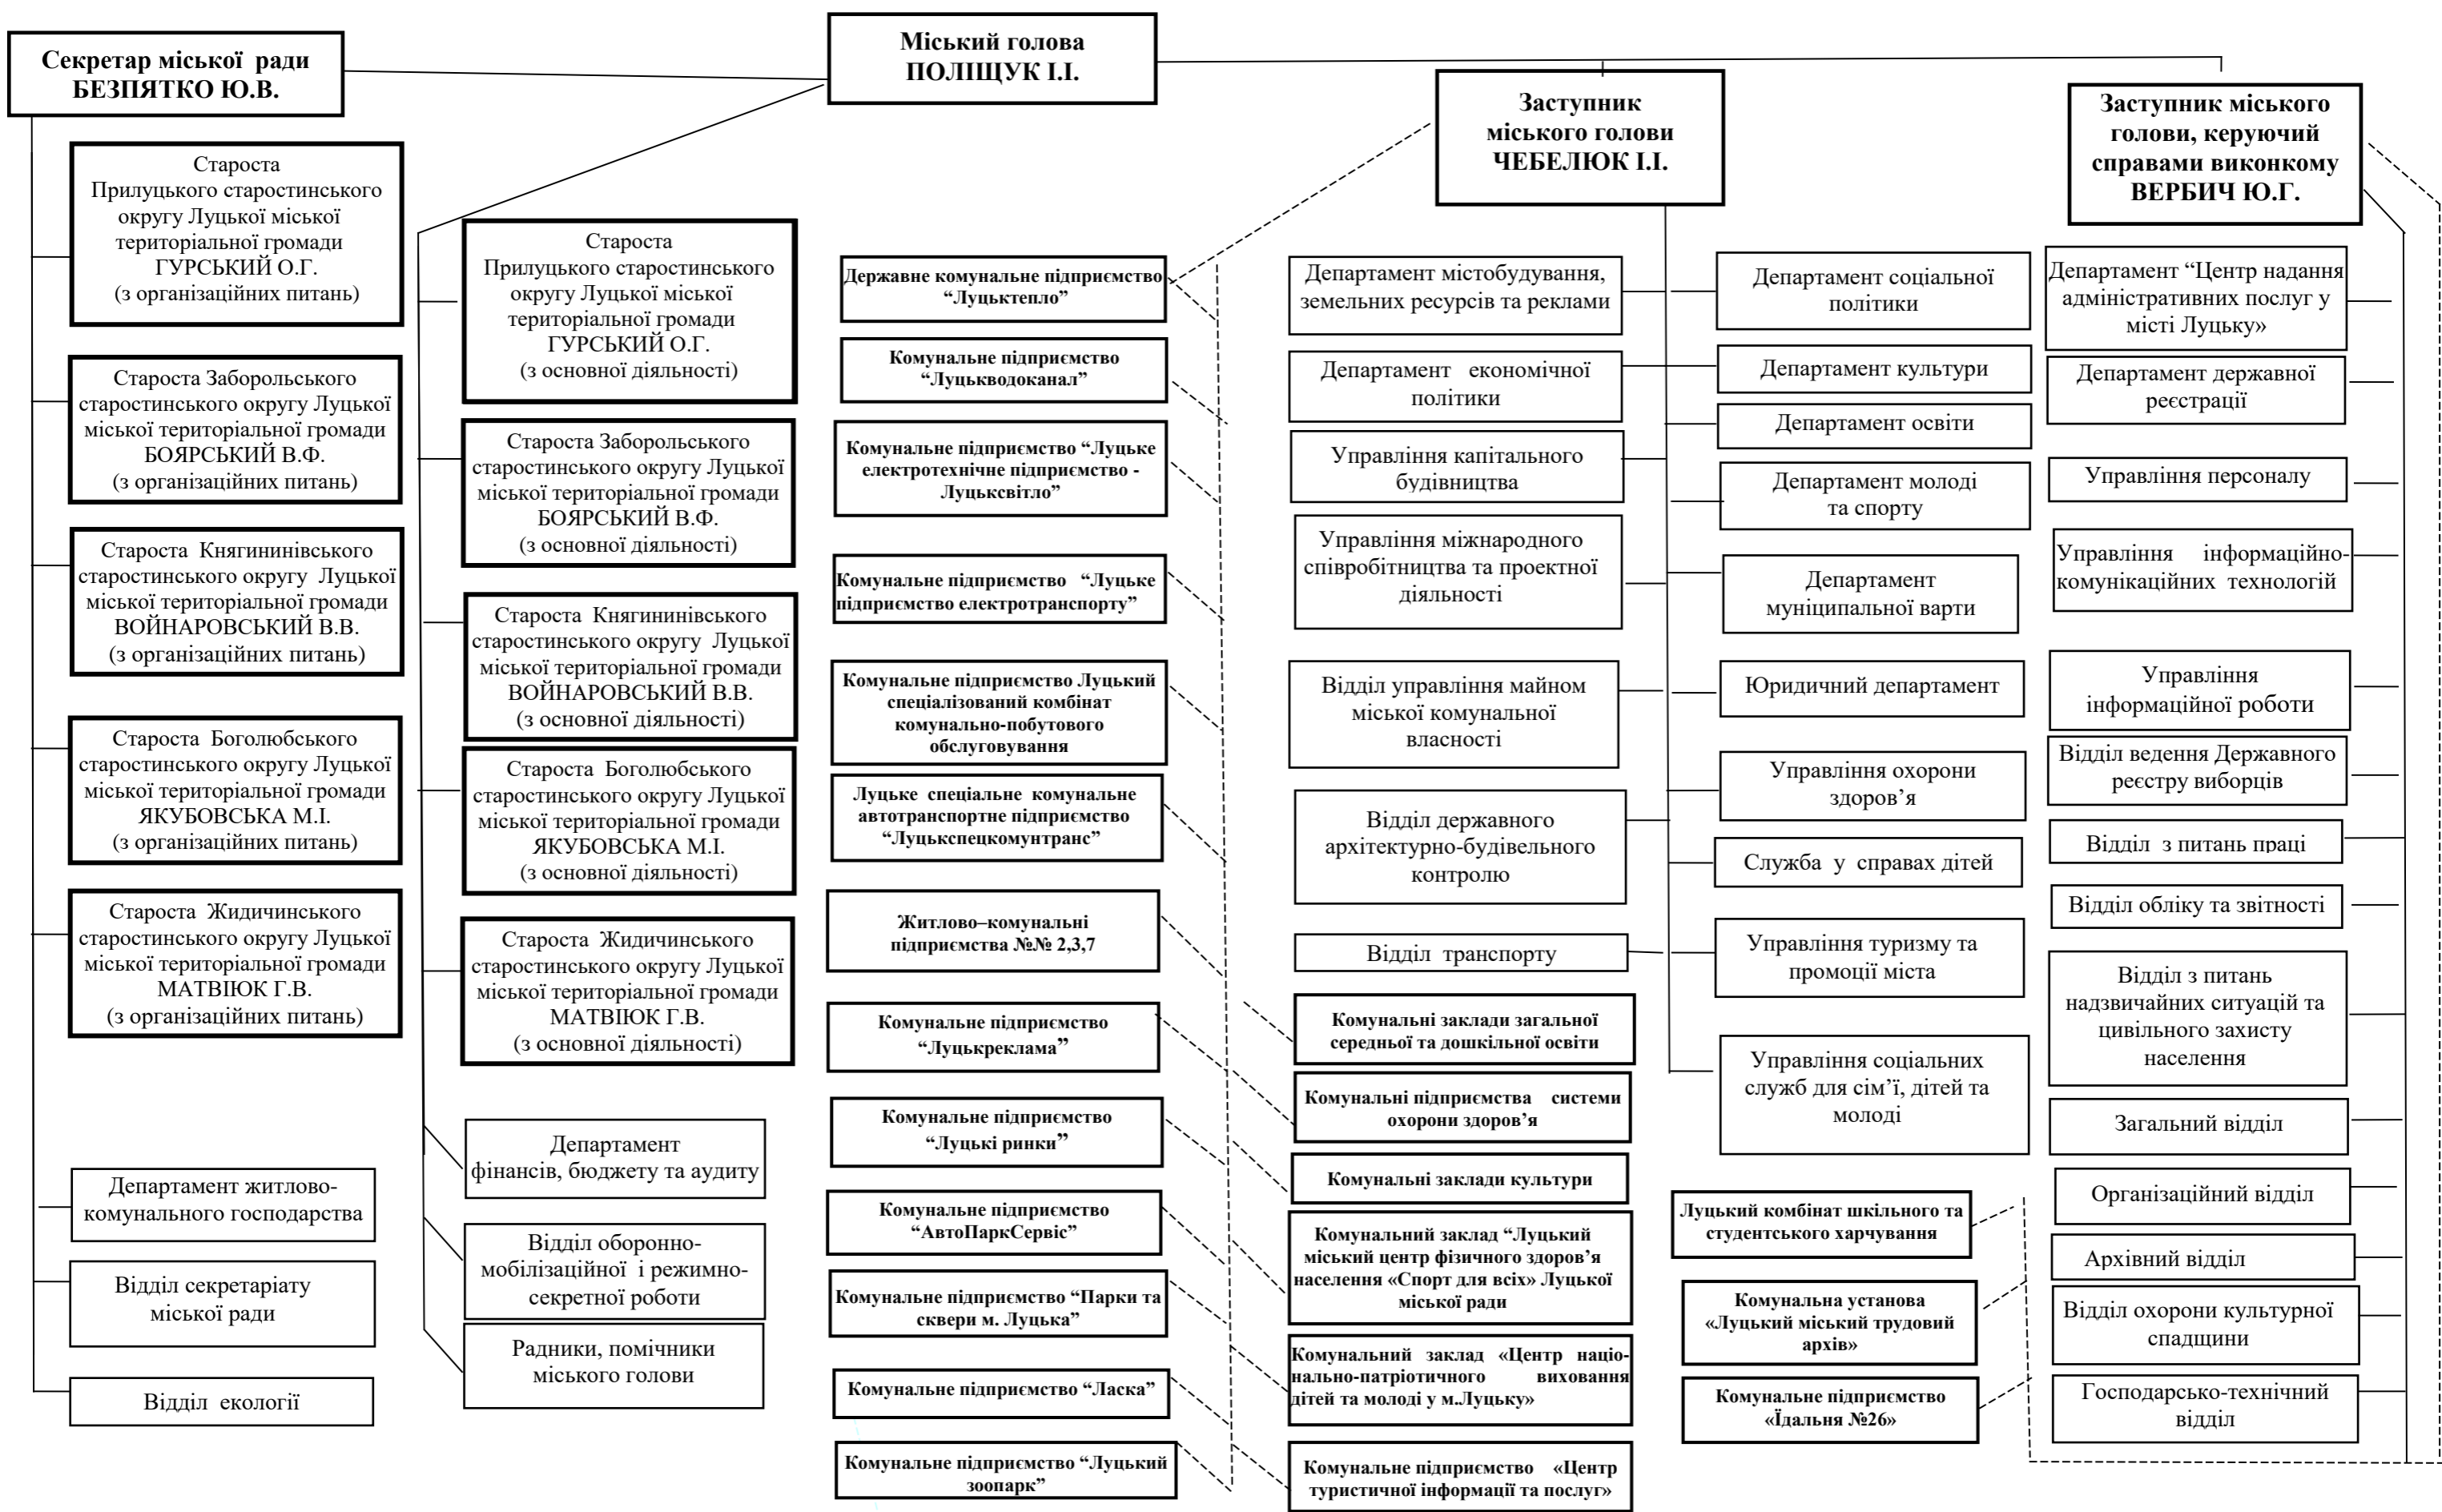 Міський голова
ПОЛІЩУК І.І.
Секретар міської ради
БЕЗПЯТКО Ю.В.
Заступник
міського голови
ЧЕБЕЛЮК І.І.
Заступник міського
голови, керуючий
справами виконкому
ВЕРБИЧ Ю.Г.
Староста
Прилуцького старостинського
округу Луцької міської
територіальної громади
ГУРСЬКИЙ О.Г.
(з організаційних питань)
Староста Заборольського
старостинського округу Луцької
міської територіальної громади
БОЯРСЬКИЙ В.Ф.
(з організаційних питань)
Староста Княгининівського
старостинського округу Луцької
міської територіальної громади
ВОЙНАРОВСЬКИЙ В.В.
(з організаційних питань)
Староста Боголюбського
старостинського округу Луцької
міської територіальної громади
ЯКУБОВСЬКА М.І.
(з організаційних питань)
Староста Жидичинського
старостинського округу Луцької
міської територіальної громади
МАТВІЮК Г.В.
(з організаційних питань)
Департамент житлово-
комунального господарства
Відділ секретаріату
міської ради
Відділ екології
Староста
Прилуцького старостинського
округу Луцької міської
територіальної громади
ГУРСЬКИЙ О.Г.
(з основної діяльності)
Староста Заборольського
старостинського округу Луцької
міської територіальної громади
БОЯРСЬКИЙ В.Ф.
(з основної діяльності)
Староста Княгининівського
старостинського округу Луцької
міської територіальної громади
ВОЙНАРОВСЬКИЙ В.В.
(з основної діяльності)
Староста Боголюбського
старостинського округу Луцької
міської територіальної громади
ЯКУБОВСЬКА М.І.
(з основної діяльності)
Староста Жидичинського
старостинського округу Луцької
міської територіальної громади
МАТВІЮК Г.В.
(з основної діяльності)
Департамент
фінансів, бюджету та аудиту
Відділ оборонно-
мобілізаційної і режимно-
секретної роботи
Радники, помічники
міського голови
Державне комунальне підприємство
“Луцьктепло”
Комунальне підприємство
“Луцькводоканал”
Комунальне підприємство “Луцьке
електротехнічне підприємство -
Луцьксвітло”
Комунальне підприємство “Луцьке
підприємство електротранспорту”
Комунальне підприємство Луцький
спеціалізований комбінат
комунально-побутового
обслуговування
Луцьке спеціальне комунальне
автотранспортне підприємство
“Луцькспецкомунтранс”
Житлово–комунальні
підприємства №№ 2,3,7
Комунальне підприємство
“Луцькреклама”
Комунальне підприємство
“Луцькі ринки”
Комунальне підприємство
“АвтоПаркСервіс”
Комунальне підприємство “Парки та
сквери м. Луцька”
Комунальне підприємство “Ласка”
Комунальне підприємство “Луцький
зоопарк”
Департамент містобудування,
земельних ресурсів та реклами
Департамент економічної
політики
Управління капітального
будівництва
Управління міжнародного
співробітництва та проектної
діяльності
Відділ управління майном
міської комунальної
власності
Відділ державного
архітектурно-будівельного
контролю
Відділ транспорту
Комунальні заклади загальної
середньої та дошкільної освіти
Комунальні підприємства системи
охорони здоров’я
Комунальні заклади культури
Комунальний заклад “Луцький
міський центр фізичного здоров’я
населення «Спорт для всіх» Луцької
міської ради
Комунальний заклад «Центр націо-
нально-патріотичного виховання
дітей та молоді у м.Луцьку»
Комунальне підприємство «Центр
туристичної інформації та послуг»
Департамент соціальної
політики
Департамент культури
Департамент освіти
Департамент молоді
та спорту
Департамент
муніципальної варти
Юридичний департамент
Управління охорони
здоров’я
Служба у справах дітей
Управління туризму та
промоції міста
Управління соціальних
служб для сім’ї, дітей та
молоді
Луцький комбінат шкільного та
студентського харчування
Комунальна установа
«Луцький міський трудовий
архів»
Комунальне підприємство
«Їдальня №26»
Департамент “Центр надання
адміністративних послуг у
місті Луцьку»
Департамент державної
реєстрації
Управління персоналу
Управління інформаційно-
комунікаційних технологій
Управління
інформаційної роботи
Відділ ведення Державного
реєстру виборців
Відділ з питань праці
Відділ обліку та звітності
Відділ з питань
надзвичайних ситуацій та
цивільного захисту
населення
Загальний відділ
Організаційний відділ
Архівний відділ
Відділ охорони культурної
спадщини
Господарсько-технічний
відділ